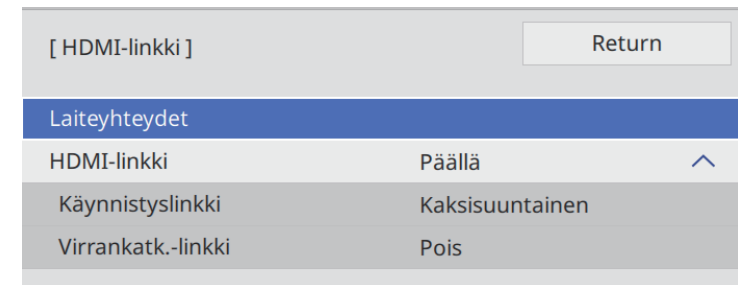 [ HDMI-linkki ] Return
Laiteyhteydet
HDMI-linkki Päällä
Käynnistyslinkki Kaksisuuntainen
Virrankatk.-linkki Pois